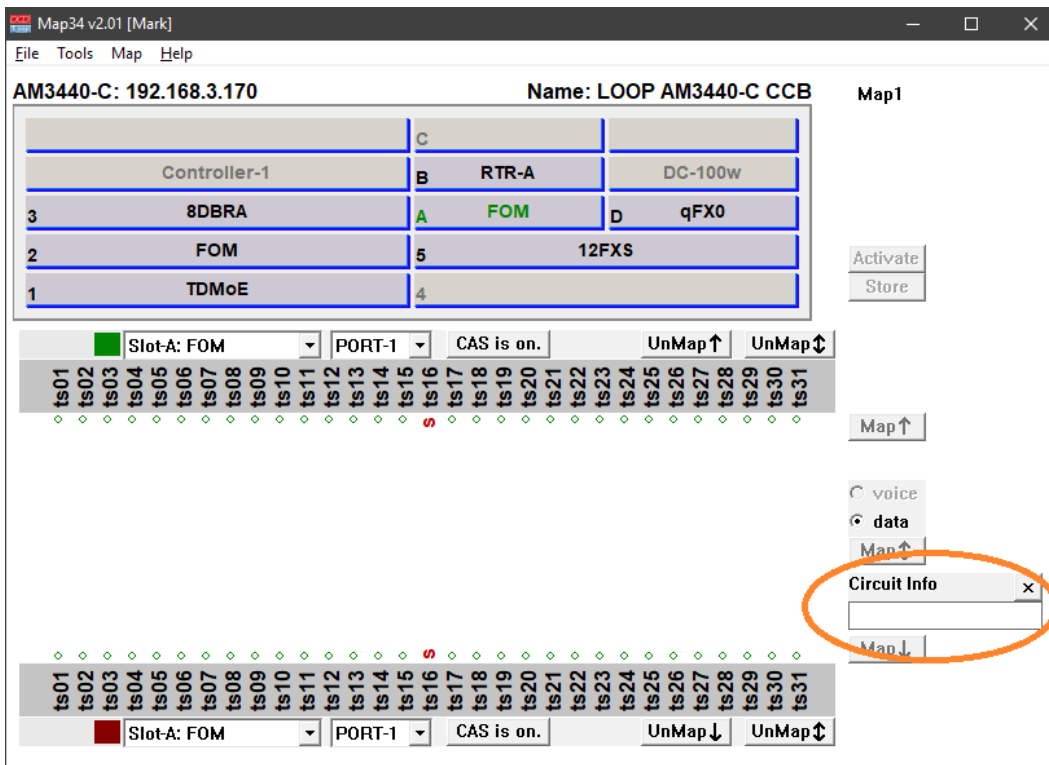 Map34 v2.01 [Mark]
File Tools Map Help
AM3440-C: 192.168.3.170 Name: LOOP AM3440-C CCB Map1
C
Controller-1 B RTR-A DC-100w
3 8DBRA A FOM D qFX0
2 FOM 5 12FXS
1 TDMoE 4
Activate
Store
Slot-A: FOM PORT-1 CAS is on. UnMap↑ UnMap↕
ts01 ts02 ts03 ts04 ts05 ts06 ts07 ts08 ts09 ts10 ts11 ts12 ts13 ts14 ts15 ts16 ts17 ts18 ts19 ts20 ts21 ts22 ts23 ts24 ts25 ts26 ts27 ts28 ts29 ts30 ts31
s
Map↑
voice
data
Map↕
Circuit Info x
Map↓
s
ts01 ts02 ts03 ts04 ts05 ts06 ts07 ts08 ts09 ts10 ts11 ts12 ts13 ts14 ts15 ts16 ts17 ts18 ts19 ts20 ts21 ts22 ts23 ts24 ts25 ts26 ts27 ts28 ts29 ts30 ts31
Slot-A: FOM PORT-1 CAS is on. UnMap↓ UnMap↕